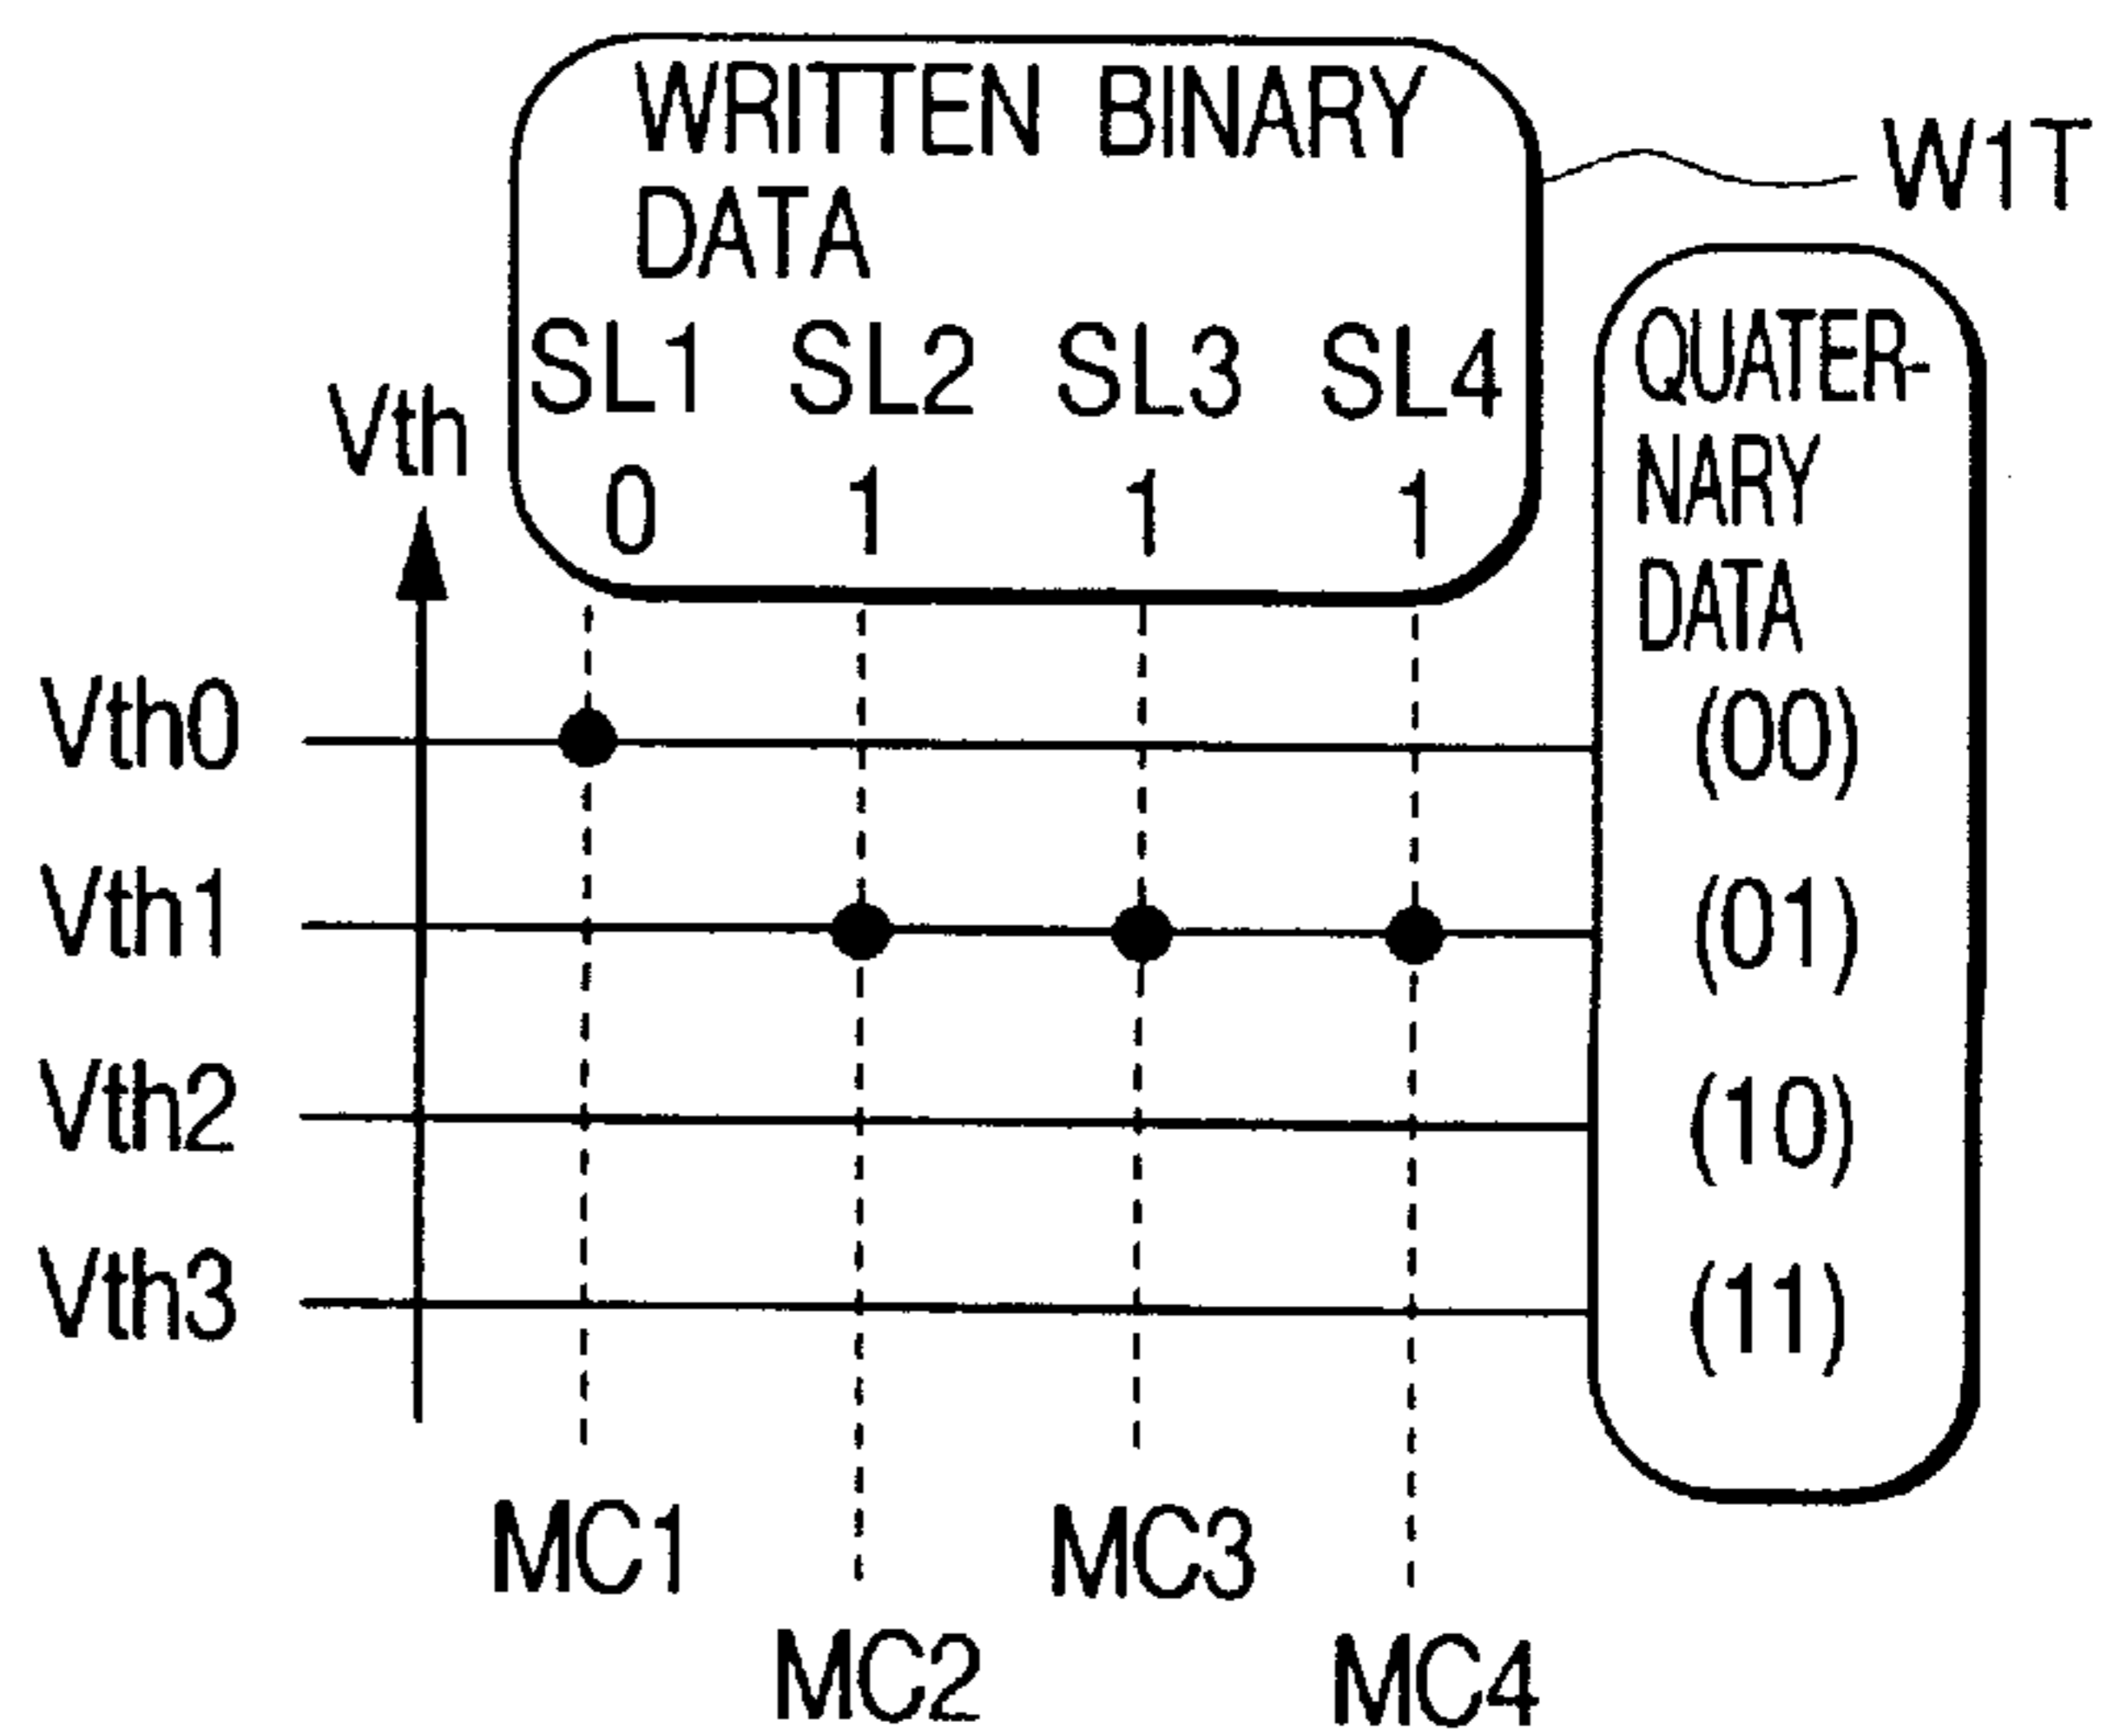 WRITTEN BINARY
DATA
W1T
SL1 SL2 SL3 SL4
0 1 1 1
Vth
QUATER-
NARY
DATA
Vth0 (00)
Vth1 (01)
Vth2 (10)
Vth3 (11)
MC1 MC3
MC2 MC4